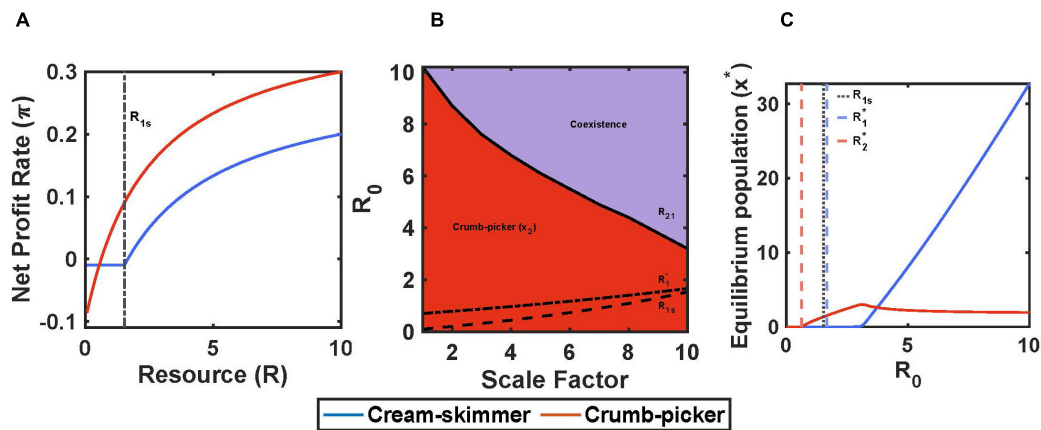 A
B
C
Net Profit Rate (π)
0.3
0.2
0.1
0
-0.1
R1s
0
5
10
Resource (R)
R0
10
8
6
4
2
0
Coexistence
R21
Crumb-picker (x2)
R1*
R1s
2
4
6
8
10
Scale Factor
Equilibrium population (x*)
30
20
10
0
R1s
R1*
R2*
0
5
10
R0
Cream-skimmer
Crumb-picker